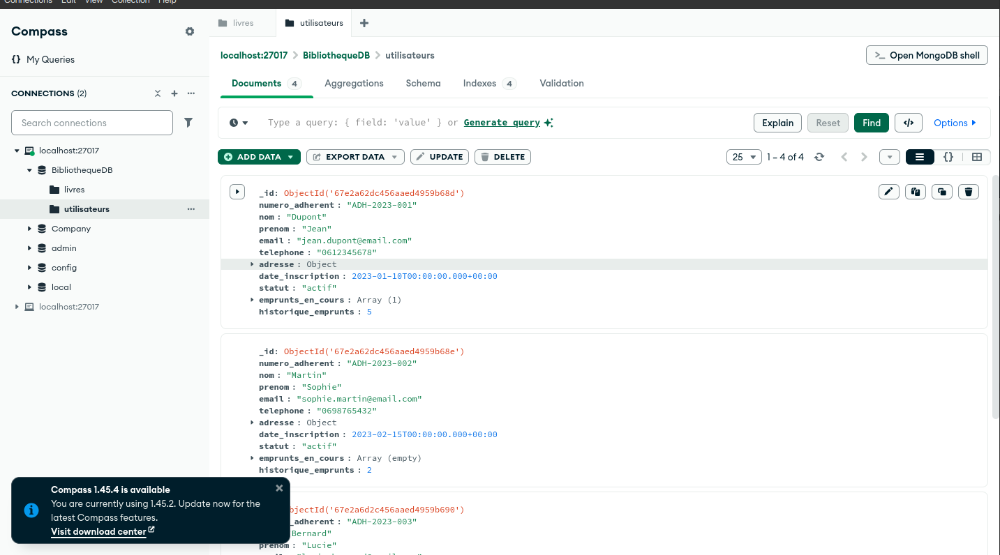 Connections Edit View Collection Help
Compass
{} My Queries
CONNECTIONS (2)
Search connections
localhost:27017
BibliothequeDB
livres
utilisateurs
Company
admin
config
local
localhost:27017
livres
utilisateurs
localhost:27017 > BibliothequeDB > utilisateurs
>_ Open MongoDB shell
Documents 4
Aggregations
Schema
Indexes 4
Validation
Type a query: { field: 'value' } or Generate query
Explain
Reset
Find
</>
Options
ADD DATA
EXPORT DATA
UPDATE
DELETE
25
1 – 4 of 4
{}
_id: ObjectId('67e2a62dc456aaed4959b68d')
numero_adherent : "ADH-2023-001"
nom : "Dupont"
prenom : "Jean"
email : "jean.dupont@email.com"
telephone : "0612345678"
adresse : Object
date_inscription : 2023-01-10T00:00:00.000+00:00
statut : "actif"
emprunts_en_cours : Array (1)
historique_emprunts : 5
_id: ObjectId('67e2a62dc456aaed4959b68e')
numero_adherent : "ADH-2023-002"
nom : "Martin"
prenom : "Sophie"
email : "sophie.martin@email.com"
telephone : "0698765432"
adresse : Object
date_inscription : 2023-02-15T00:00:00.000+00:00
statut : "actif"
emprunts_en_cours : Array (empty)
historique_emprunts : 2
bjectId('67e2a6d2c456aaed4959b690')
_adherent : "ADH-2023-003"
Bernard"
prenom : "Lucie"
Compass 1.45.4 is available
You are currently using 1.45.2. Update now for the
latest Compass features.
Visit download center